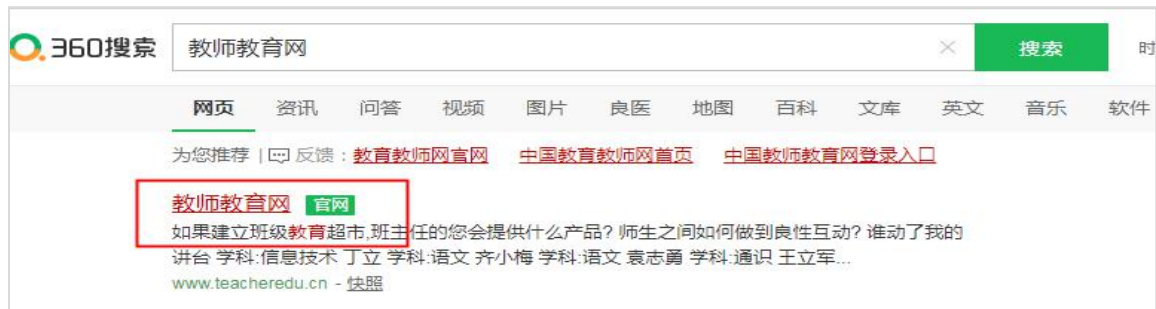 360搜索 教师教育网 搜索 时
网页 资讯 问答 视频 图片 良医 地图 百科 文库 英文 音乐 软件
为您推荐 | 反馈 : 教育教师网官网 中国教育教师网首页 中国教师教育网登录入口
教师教育网 官网
如果建立班级教育超市,班主任的您会提供什么产品? 师生之间如何做到良性互动? 谁动了我的
讲台 学科:信息技术 丁立 学科:语文 齐小梅 学科:语文 袁志勇 学科:通识 王立军...
www.teacheredu.cn - 快照